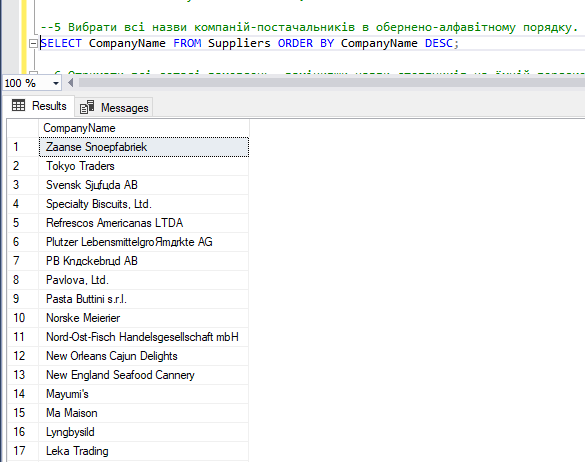 --5 Вибрати всі назви компаній-постачальників в обернено-алфавітному порядку.
SELECT CompanyName FROM Suppliers ORDER BY CompanyName DESC;
100 %
Results Messages
CompanyName
1 Zaanse Snoepfabriek
2 Tokyo Traders
3 Svensk Sjцfцda AB
4 Specialty Biscuits, Ltd.
5 Refrescos Americanas LTDA
6 Plutzer LebensmittelgroЯmдrkte AG
7 PB Knдckebrцd AB
8 Pavlova, Ltd.
9 Pasta Buttini s.r.l.
10 Norske Meierier
11 Nord-Ost-Fisch Handelsgesellschaft mbH
12 New Orleans Cajun Delights
13 New England Seafood Cannery
14 Mayumi's
15 Ma Maison
16 Lyngbysild
17 Leka Trading